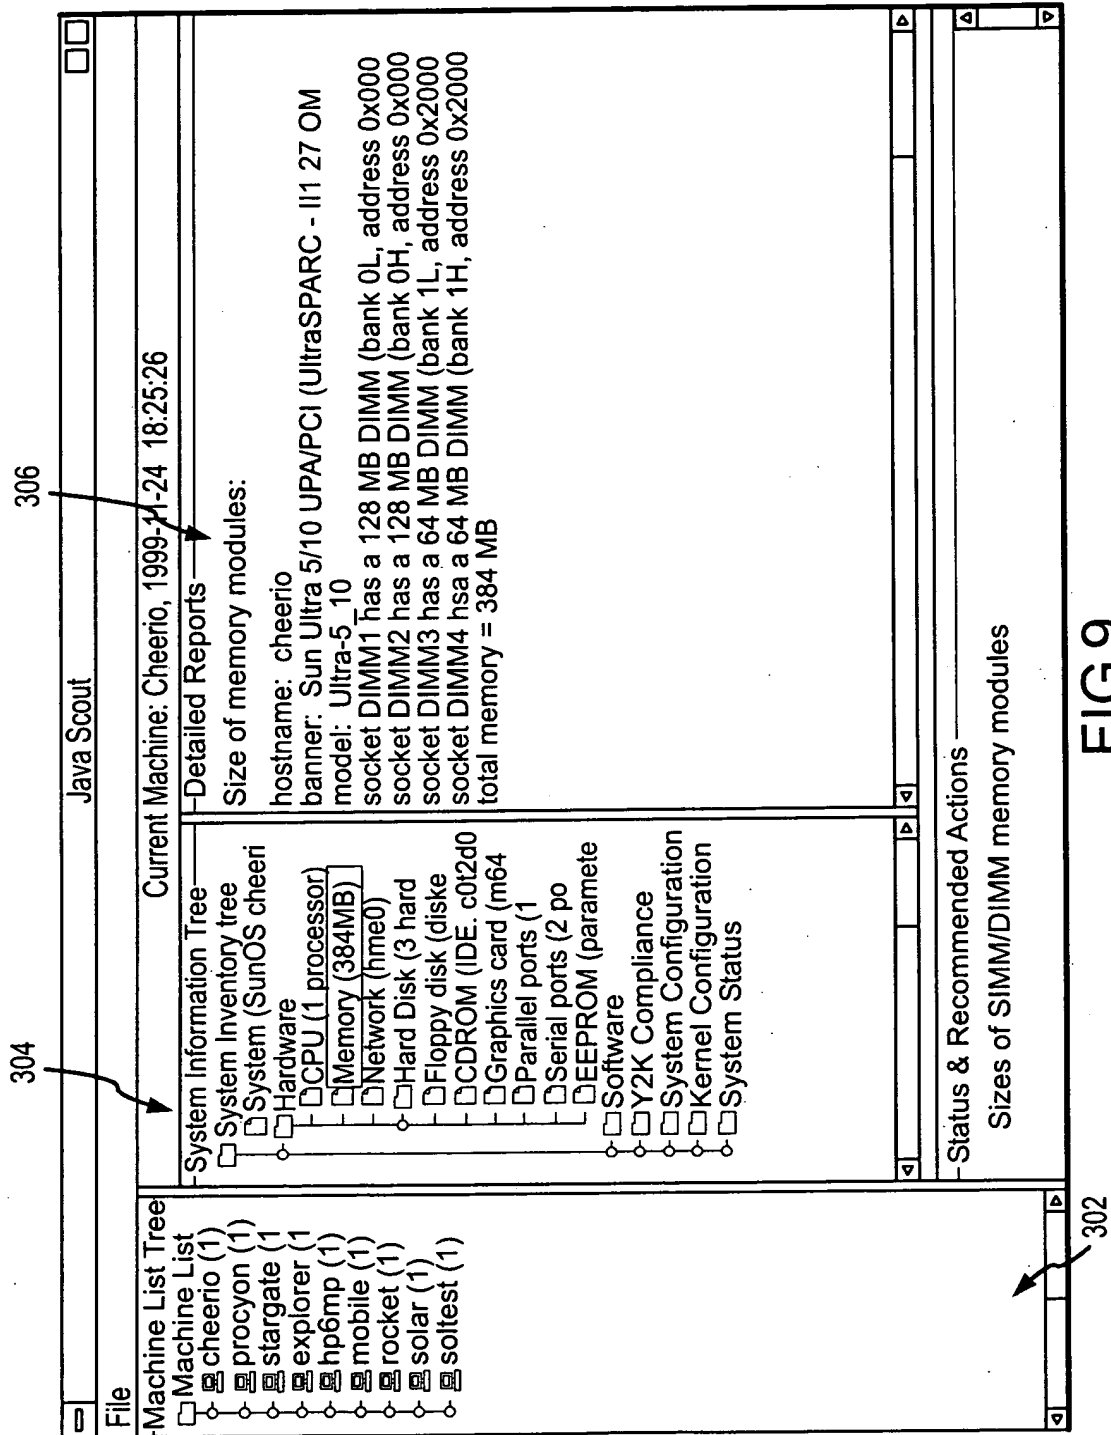 306
304
Java Scout
File
Current Machine: Cheerio, 1999-11-24 18:25:26
Machine List Tree
Machine List
cheerio (1)
procyon (1)
stargate (1
explorer (1
hp6mp (1)
mobile (1)
rocket (1)
solar (1)
soltest (1)
System Information Tree
System Inventory tree
System (SunOS cheeri
Hardware
CPU (1 processor)
Memory (384MB)
Network (hme0)
Hard Disk (3 hard
Floppy disk (diske
CDROM (IDE. c0t2d0
Graphics card (m64
Parallel ports (1
Serial ports (2 po
EEPROM (paramete
Software
Y2K Compliance
System Configuration
Kernel Configuration
System Status
Detailed Reports
Size of memory modules:
hostname: cheerio
banner: Sun Ultra 5/10 UPA/PCI (UltraSPARC - II1 27 OM
model: Ultra-5_10
socket DIMM1 has a 128 MB DIMM (bank 0L, address 0x000
socket DIMM2 has a 128 MB DIMM (bank 0H, address 0x000
socket DIMM3 has a 64 MB DIMM (bank 1L, address 0x2000
socket DIMM4 hsa a 64 MB DIMM (bank 1H, address 0x2000
total memory = 384 MB
Status & Recommended Actions
Sizes of SIMM/DIMM memory modules
302
FIG 9